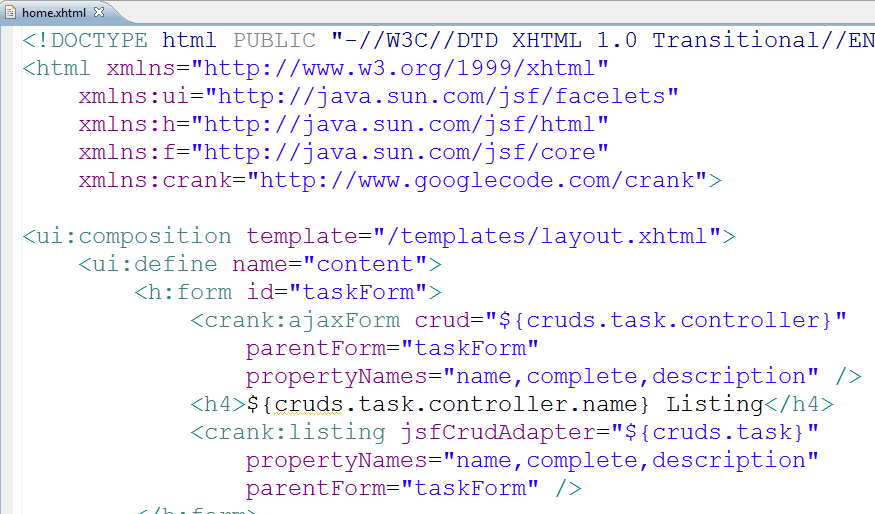 home.xhtml
<!DOCTYPE html PUBLIC "-//W3C//DTD XHTML 1.0 Transitional//EN
<html xmlns="http://www.w3.org/1999/xhtml"
    xmlns:ui="http://java.sun.com/jsf/facelets"
    xmlns:h="http://java.sun.com/jsf/html"
    xmlns:f="http://java.sun.com/jsf/core"
    xmlns:crank="http://www.googlecode.com/crank">

<ui:composition template="/templates/layout.xhtml">
    <ui:define name="content">
        <h:form id="taskForm">
            <crank:ajaxForm crud="${cruds.task.controller}"
                parentForm="taskForm"
                propertyNames="name,complete,description" />
            <h4>${cruds.task.controller.name} Listing</h4>
            <crank:listing jsfCrudAdapter="${cruds.task}"
                propertyNames="name,complete,description"
                parentForm="taskForm" />
        </h:form>